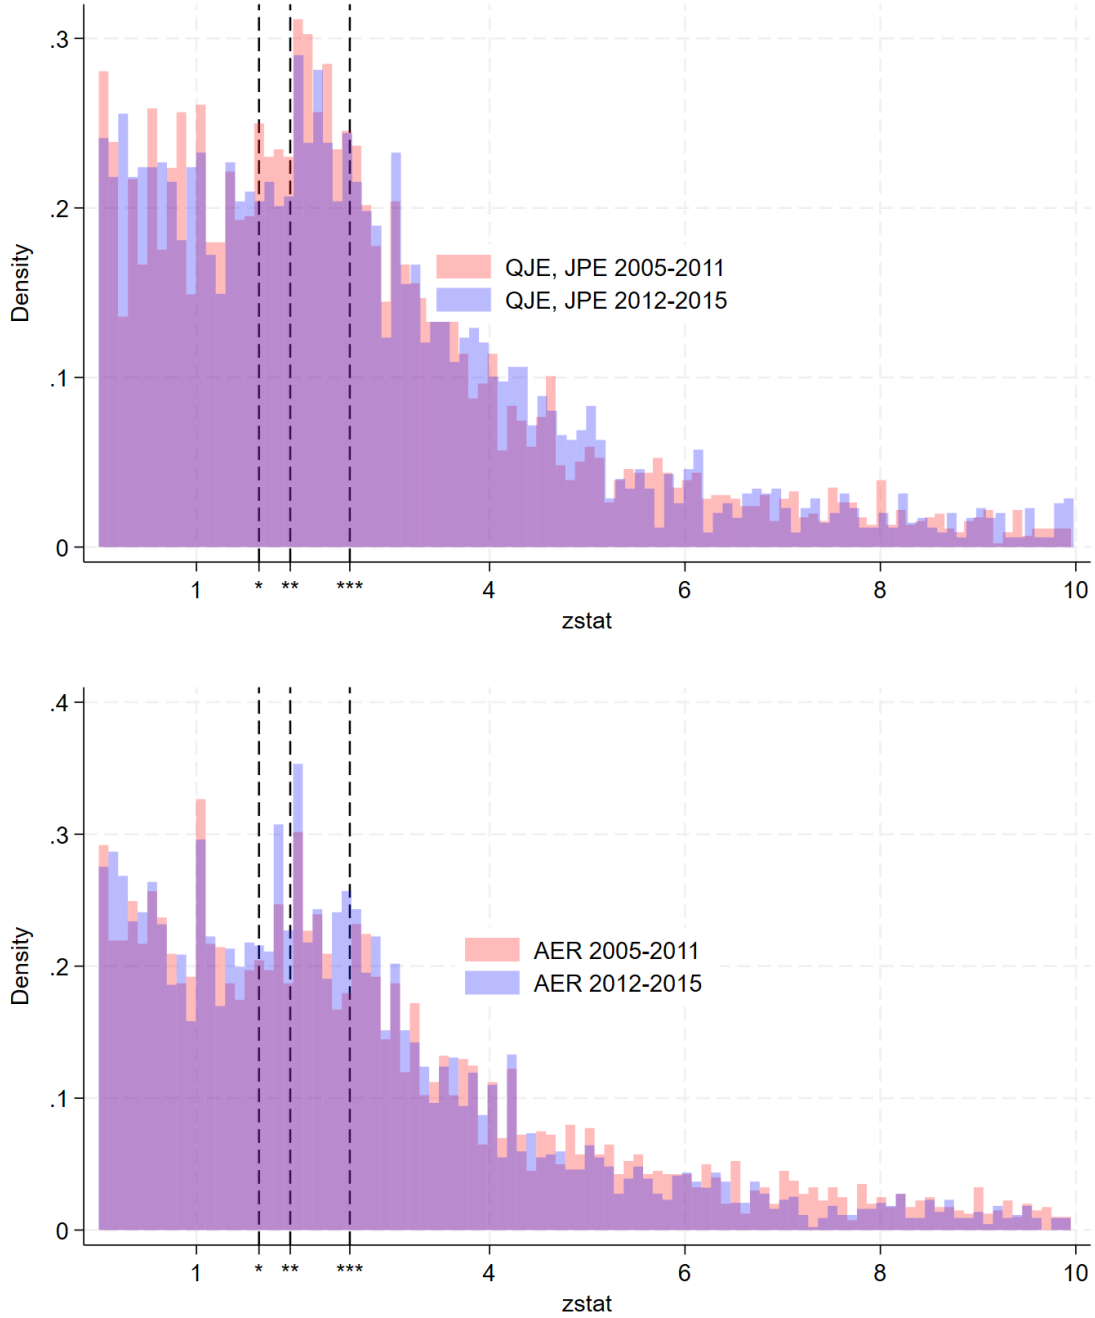 .3
.2
.1
0
Density
QJE, JPE 2005-2011
QJE, JPE 2012-2015
1 * ** *** 4 6 8 10
zstat
.4
.3
.2
.1
0
Density
AER 2005-2011
AER 2012-2015
1 * ** *** 4 6 8 10
zstat